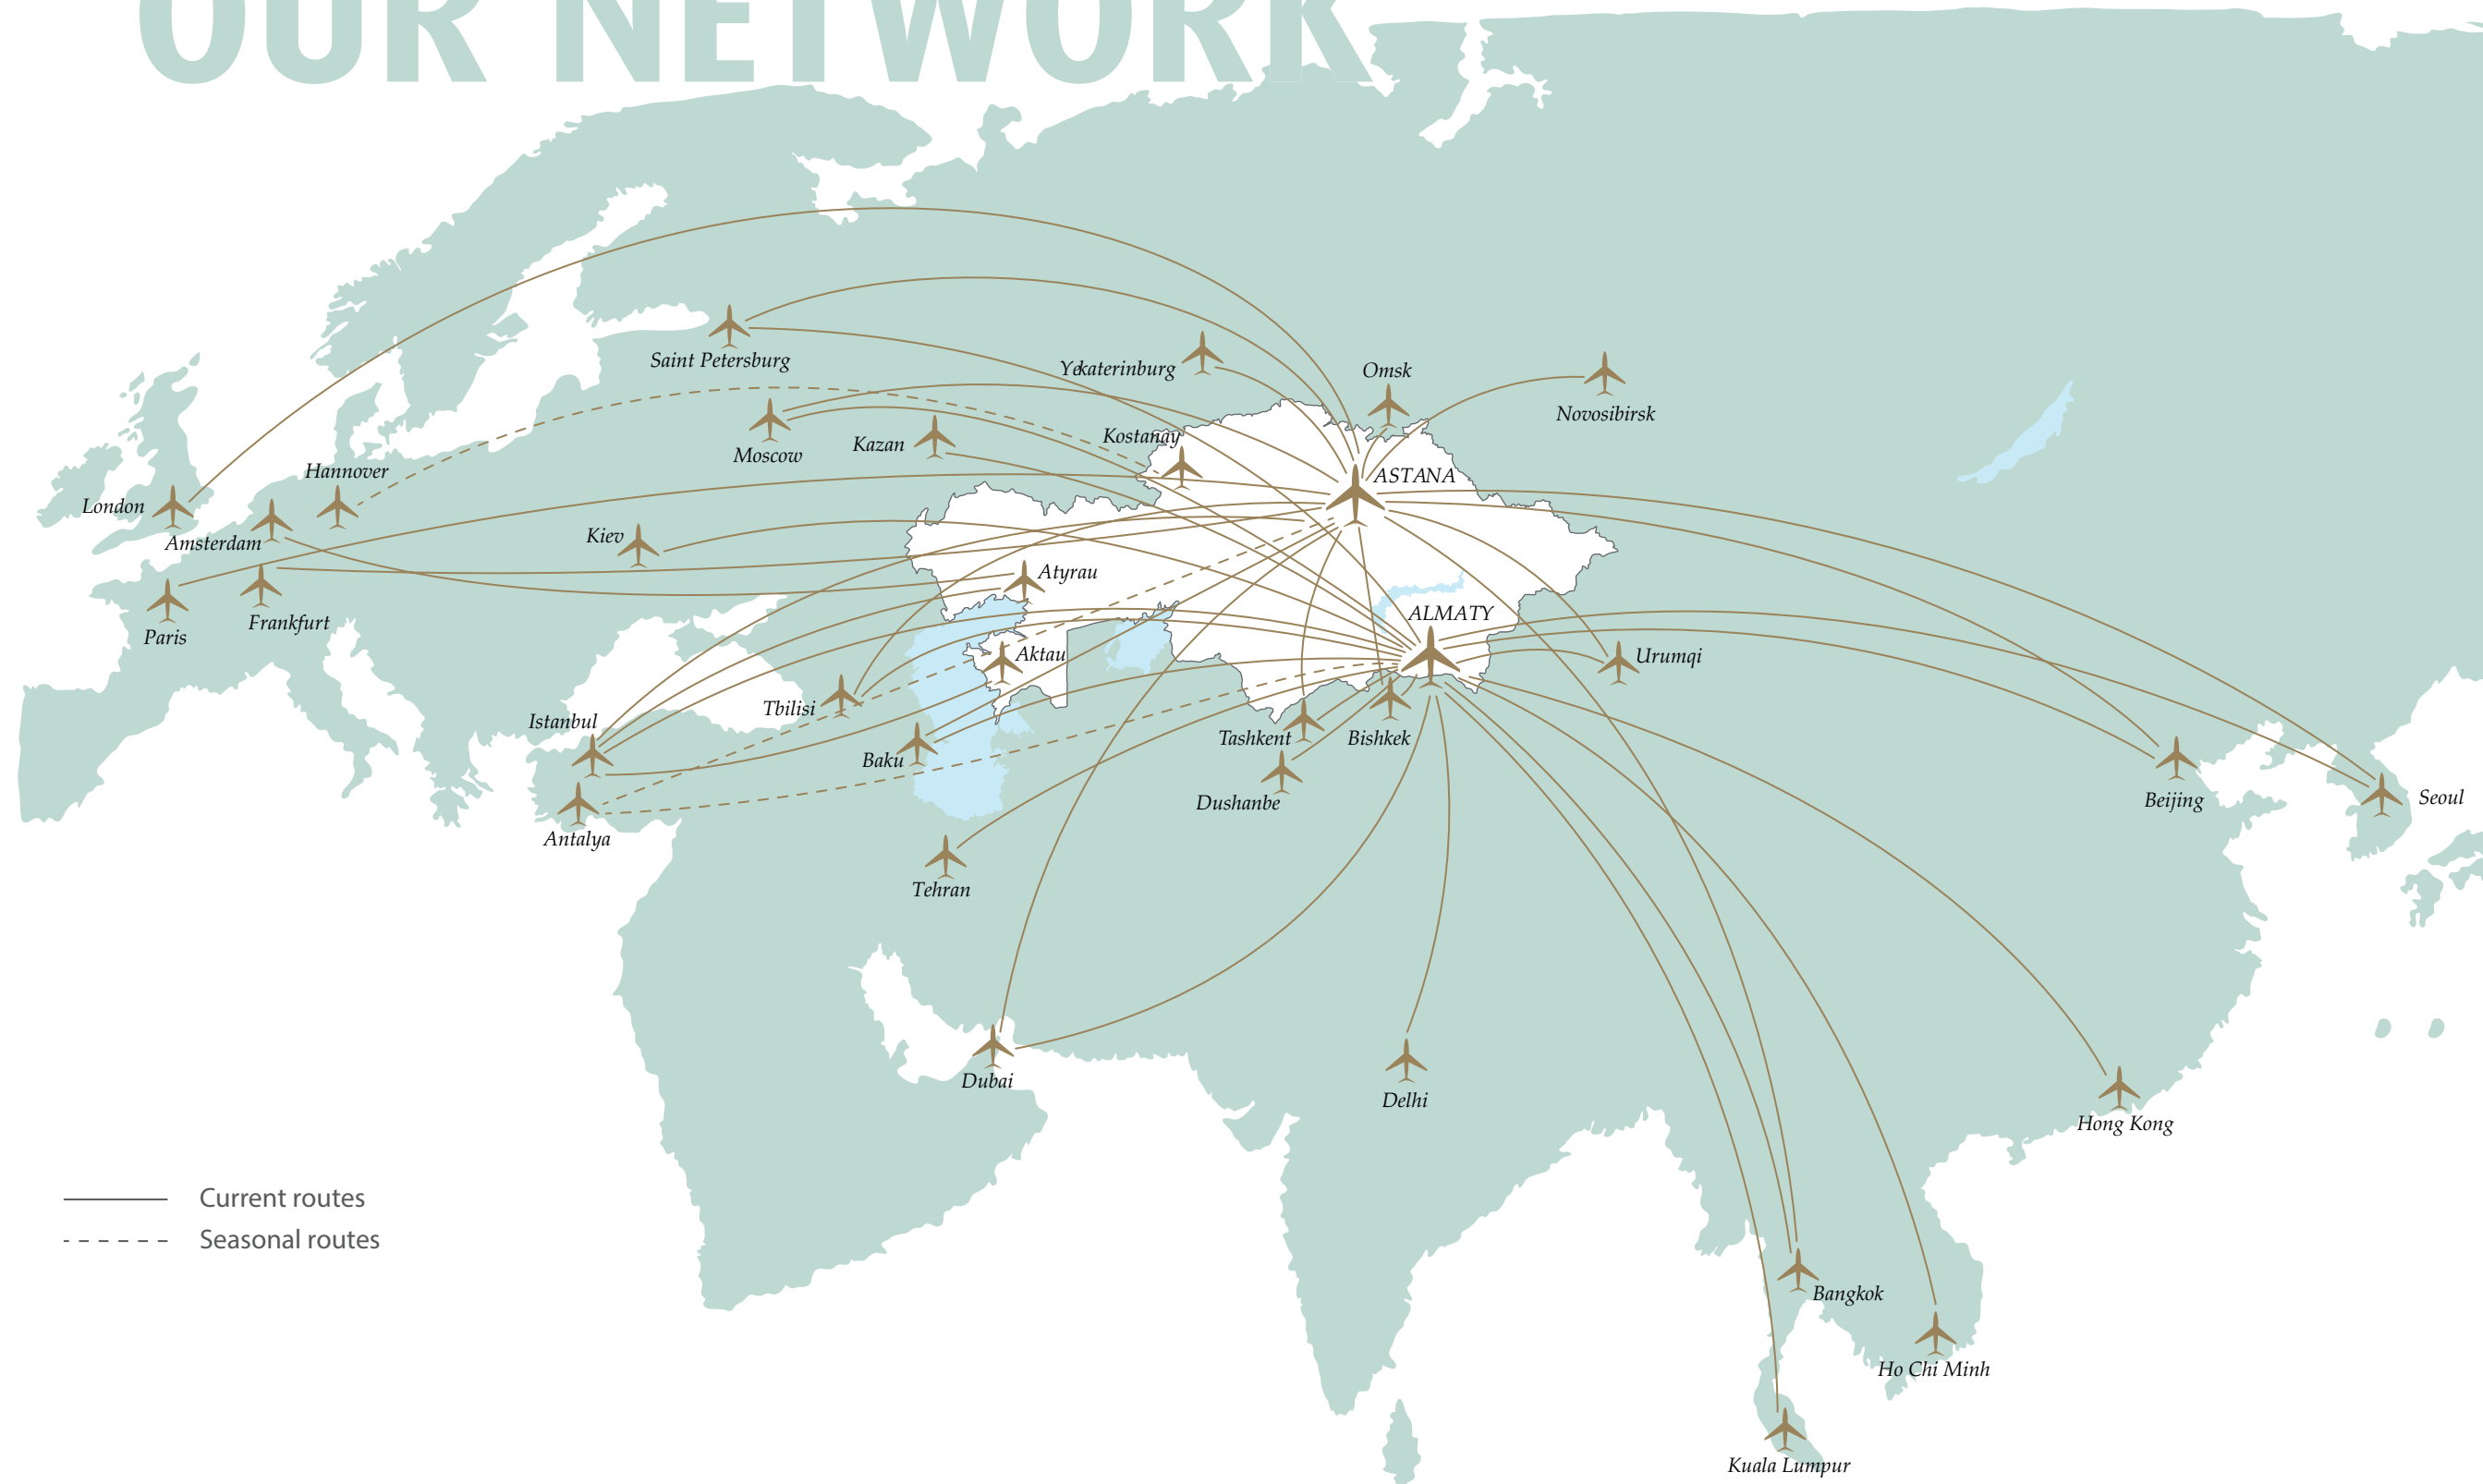 OUR NETWORK
Saint Petersburg
Yekaterinburg
Omsk
Novosibirsk
Moscow
Kazan
Kostanay
Hannover
ASTANA
London
Amsterdam
Kiev
Atyrau
Paris
Frankfurt
ALMATY
Aktau
Urumqi
Tbilisi
Istanbul
Baku
Tashkent
Bishkek
Dushanbe
Beijing
Seoul
Antalya
Tehran
Dubai
Delhi
Hong Kong
Current routes
Seasonal routes
Bangkok
Ho Chi Minh
Kuala Lumpur